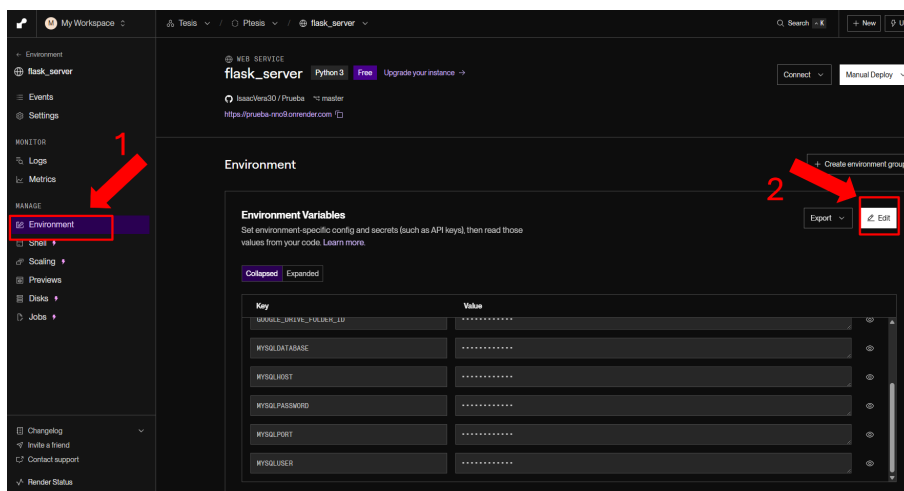 M My Workspace
Tesis / Ptesis / flask_server
Search K
+ New
← Environment
flask_server
Events
Settings
MONITOR
Logs
Metrics
MANAGE
Environment
Shell
Scaling
Previews
Disks
Jobs
Changelog
Invite a friend
Contact support
Render Status
1
WEB SERVICE
flask_server Python 3 Free Upgrade your instance →
Connect
Manual Deploy
IsaacVera30 / Prueba master
https://prueba-nno9.onrender.com
Environment
+ Create environment group
2
Environment Variables
Set environment-specific config and secrets (such as API keys), then read those
values from your code. Learn more.
Export
Edit
Collapsed Expanded
Key Value
GOOGLE_DRIVE_FOLDER_ID ••••••••••••
MYSQLDATABASE ••••••••••••
MYSQLHOST ••••••••••••
MYSQLPASSWORD ••••••••••••
MYSQLPORT ••••••••••••
MYSQLUSER ••••••••••••